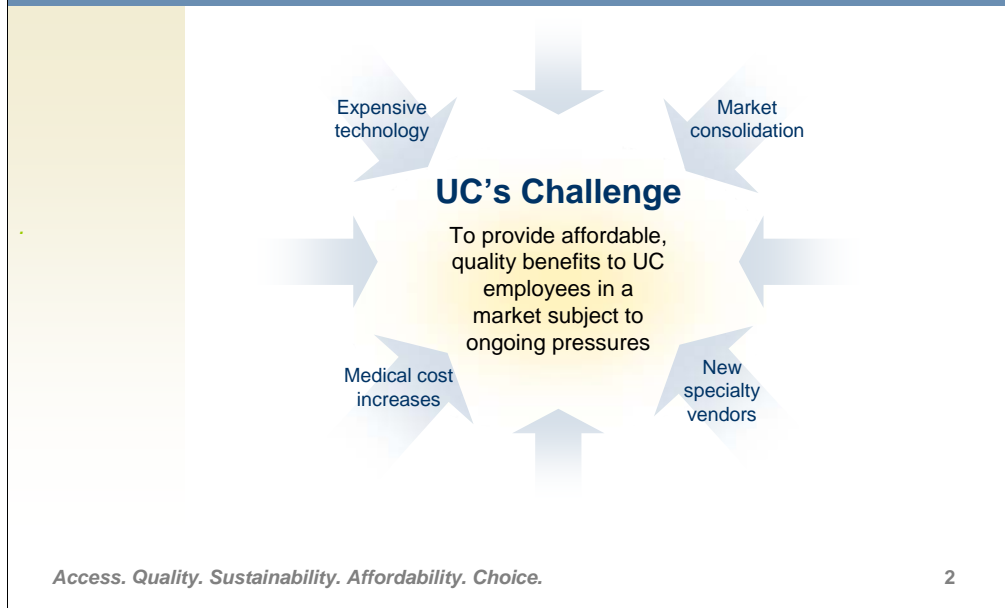 Expensive
technology
Market
consolidation
UC’s Challenge
To provide affordable,
quality benefits to UC
employees in a
market subject to
ongoing pressures
Medical cost
increases
New
specialty
vendors
Access. Quality. Sustainability. Affordability. Choice.
2